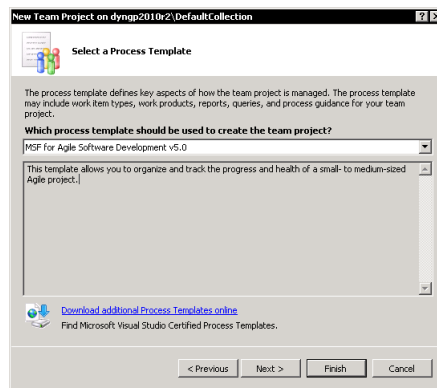 New Team Project on dyngp2010r2\DefaultCollection
Select a Process Template
The process template defines key aspects of how the team project is managed. The process template
may include work item types, work products, reports, queries, and process guidance for your team
project.
Which process template should be used to create the team project?
MSF for Agile Software Development v5.0
This template allows you to organize and track the progress and health of a small- to medium-sized
Agile project.
Download additional Process Templates online
Find Microsoft Visual Studio Certified Process Templates.
< Previous
Next >
Finish
Cancel